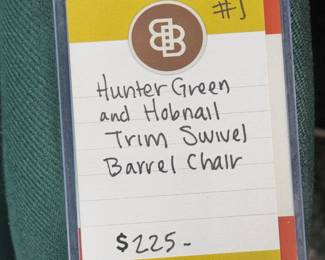 #1
Hunter Green
and Hobnail
Trim Swivel
Barrel Chair
$225-